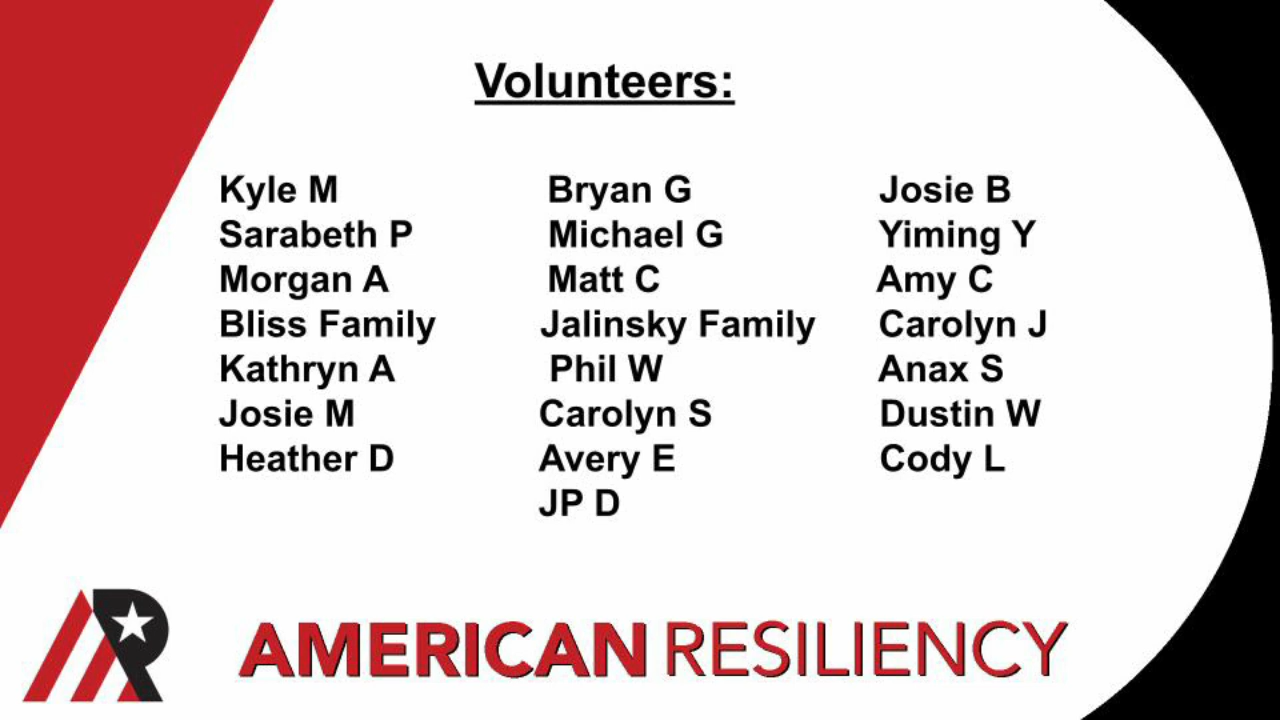 Volunteers:
Kyle M
Sarabeth P
Morgan A
Bliss Family
Kathryn A
Josie M
Heather D
Bryan G
Michael G
Matt C
Jalinsky Family
Phil W
Carolyn S
Avery E
JP D
Josie B
Yiming Y
Amy C
Carolyn J
Anax S
Dustin W
Cody L
AR
AMERICAN RESILIENCY